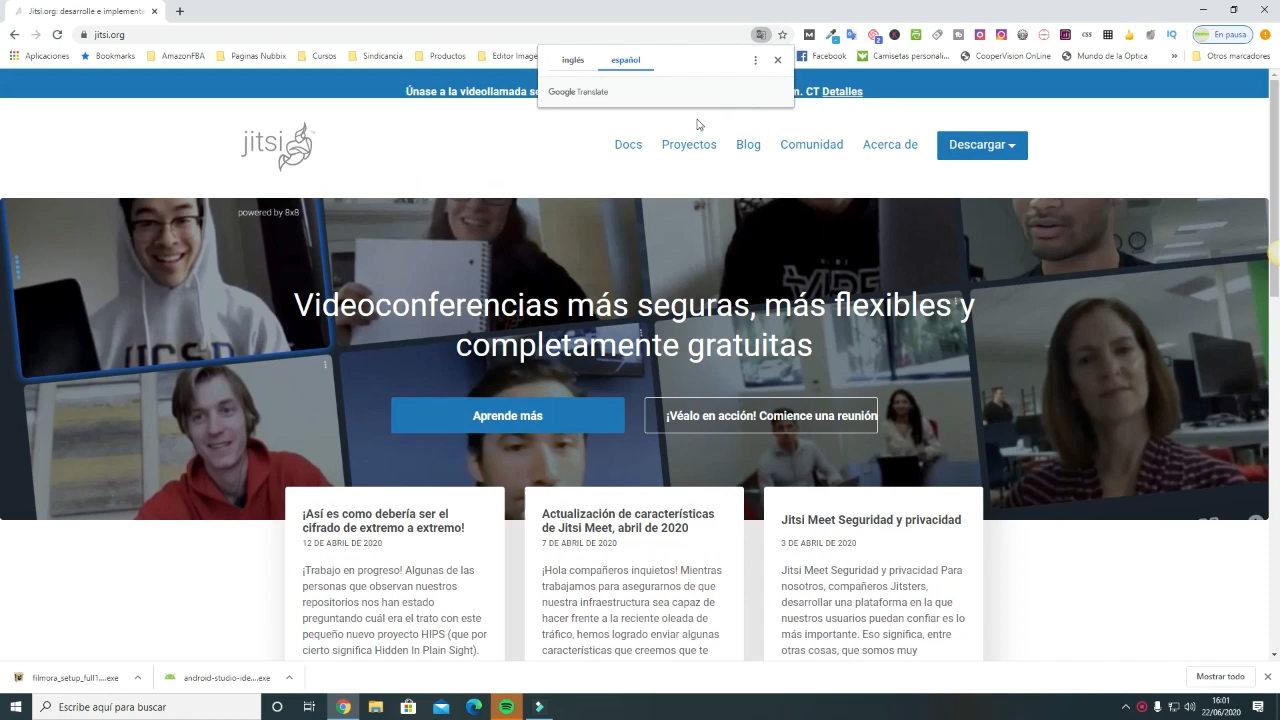 Jitsi.org: desarrolle e implemente
jitsi.org
En pausa
Aplicaciones
Bookmarks
AmazonFBA
Paginas Nubbix
Cursos
Sindicancia
Productos
Editor Image
Facebook
Camisetas personali...
CooperVision OnLine
Mundo de la Optica
»
Otros marcadores
inglés
español
Google Translate
Únase a la videollamada se
n. CT Detalles
jitsi
Docs
Proyectos
Blog
Comunidad
Acerca de
Descargar
powered by 8x8
Videoconferencias más seguras, más flexibles y
completamente gratuitas
Aprende más
¡Véalo en acción! Comience una reunión
¡Así es como debería ser el
cifrado de extremo a extremo!
12 DE ABRIL DE 2020
¡Trabajo en progreso! Algunas de las
personas que observan nuestros
repositorios nos han estado
preguntando cuál era el trato con este
pequeño nuevo proyecto HIPS (que por
cierto significa Hidden In Plain Sight).
Actualización de características
de Jitsi Meet, abril de 2020
7 DE ABRIL DE 2020
¡Hola compañeros inquietos! Mientras
trabajamos para asegurarnos de que
nuestra infraestructura sea capaz de
hacer frente a la reciente oleada de
tráfico, hemos logrado enviar algunas
características que creemos que te
Jitsi Meet Seguridad y privacidad
3 DE ABRIL DE 2020
Jitsi Meet Seguridad y privacidad Para
nosotros, compañeros Jitsters,
desarrollar una plataforma en la que
nuestros usuarios puedan confiar es lo
más importante. Eso significa, entre
otras cosas, que somos muy
filmora_setup_full1....exe
android-studio-ide....exe
Mostrar todo
Escribe aquí para buscar
16:01
22/06/2020